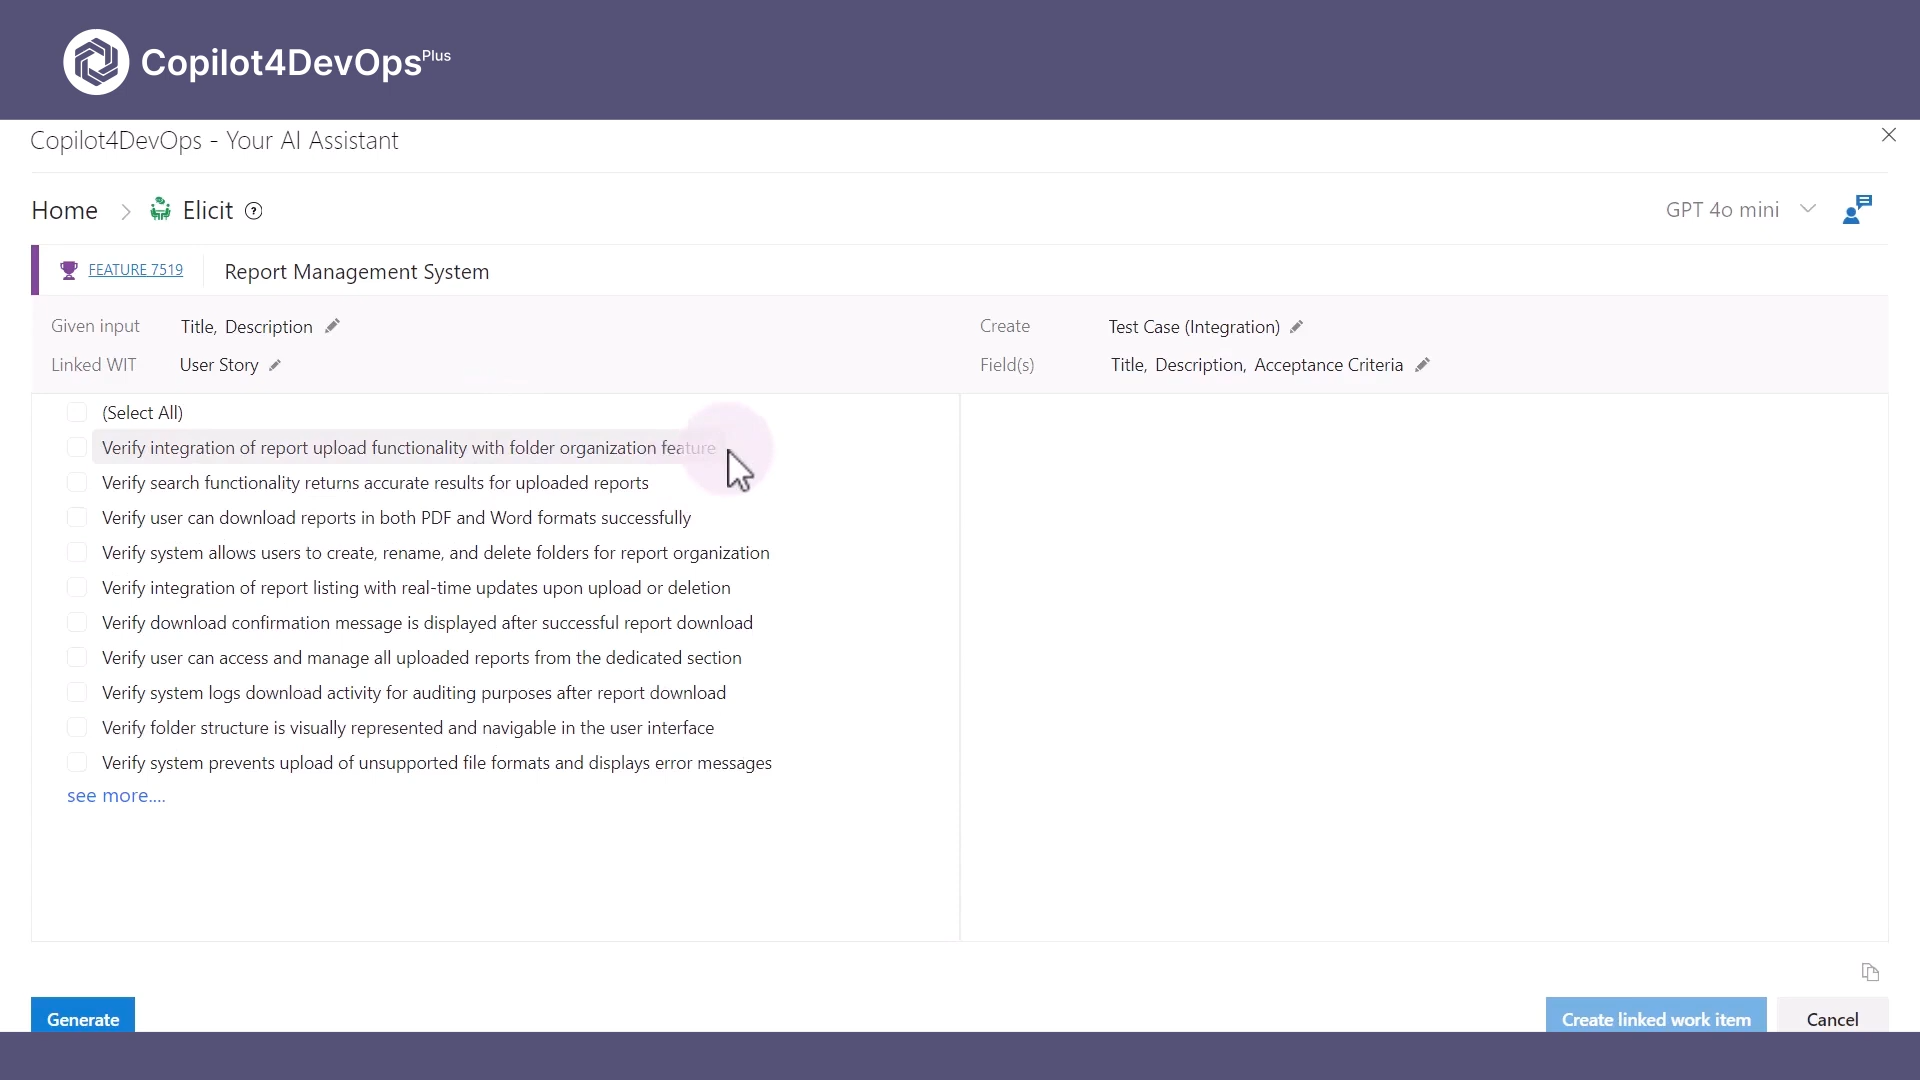 Copilot4DevOps Plus
Copilot4DevOps - Your AI Assistant
Home > Elicit ?
GPT 4o mini
FEATURE 7519 Report Management System
Given input Title, Description
Create Test Case (Integration)
Linked WIT User Story
Field(s) Title, Description, Acceptance Criteria
(Select All)
Verify integration of report upload functionality with folder organization feature
Verify search functionality returns accurate results for uploaded reports
Verify user can download reports in both PDF and Word formats successfully
Verify system allows users to create, rename, and delete folders for report organization
Verify integration of report listing with real-time updates upon upload or deletion
Verify download confirmation message is displayed after successful report download
Verify user can access and manage all uploaded reports from the dedicated section
Verify system logs download activity for auditing purposes after report download
Verify folder structure is visually represented and navigable in the user interface
Verify system prevents upload of unsupported file formats and displays error messages
see more....
Generate
Create linked work item
Cancel